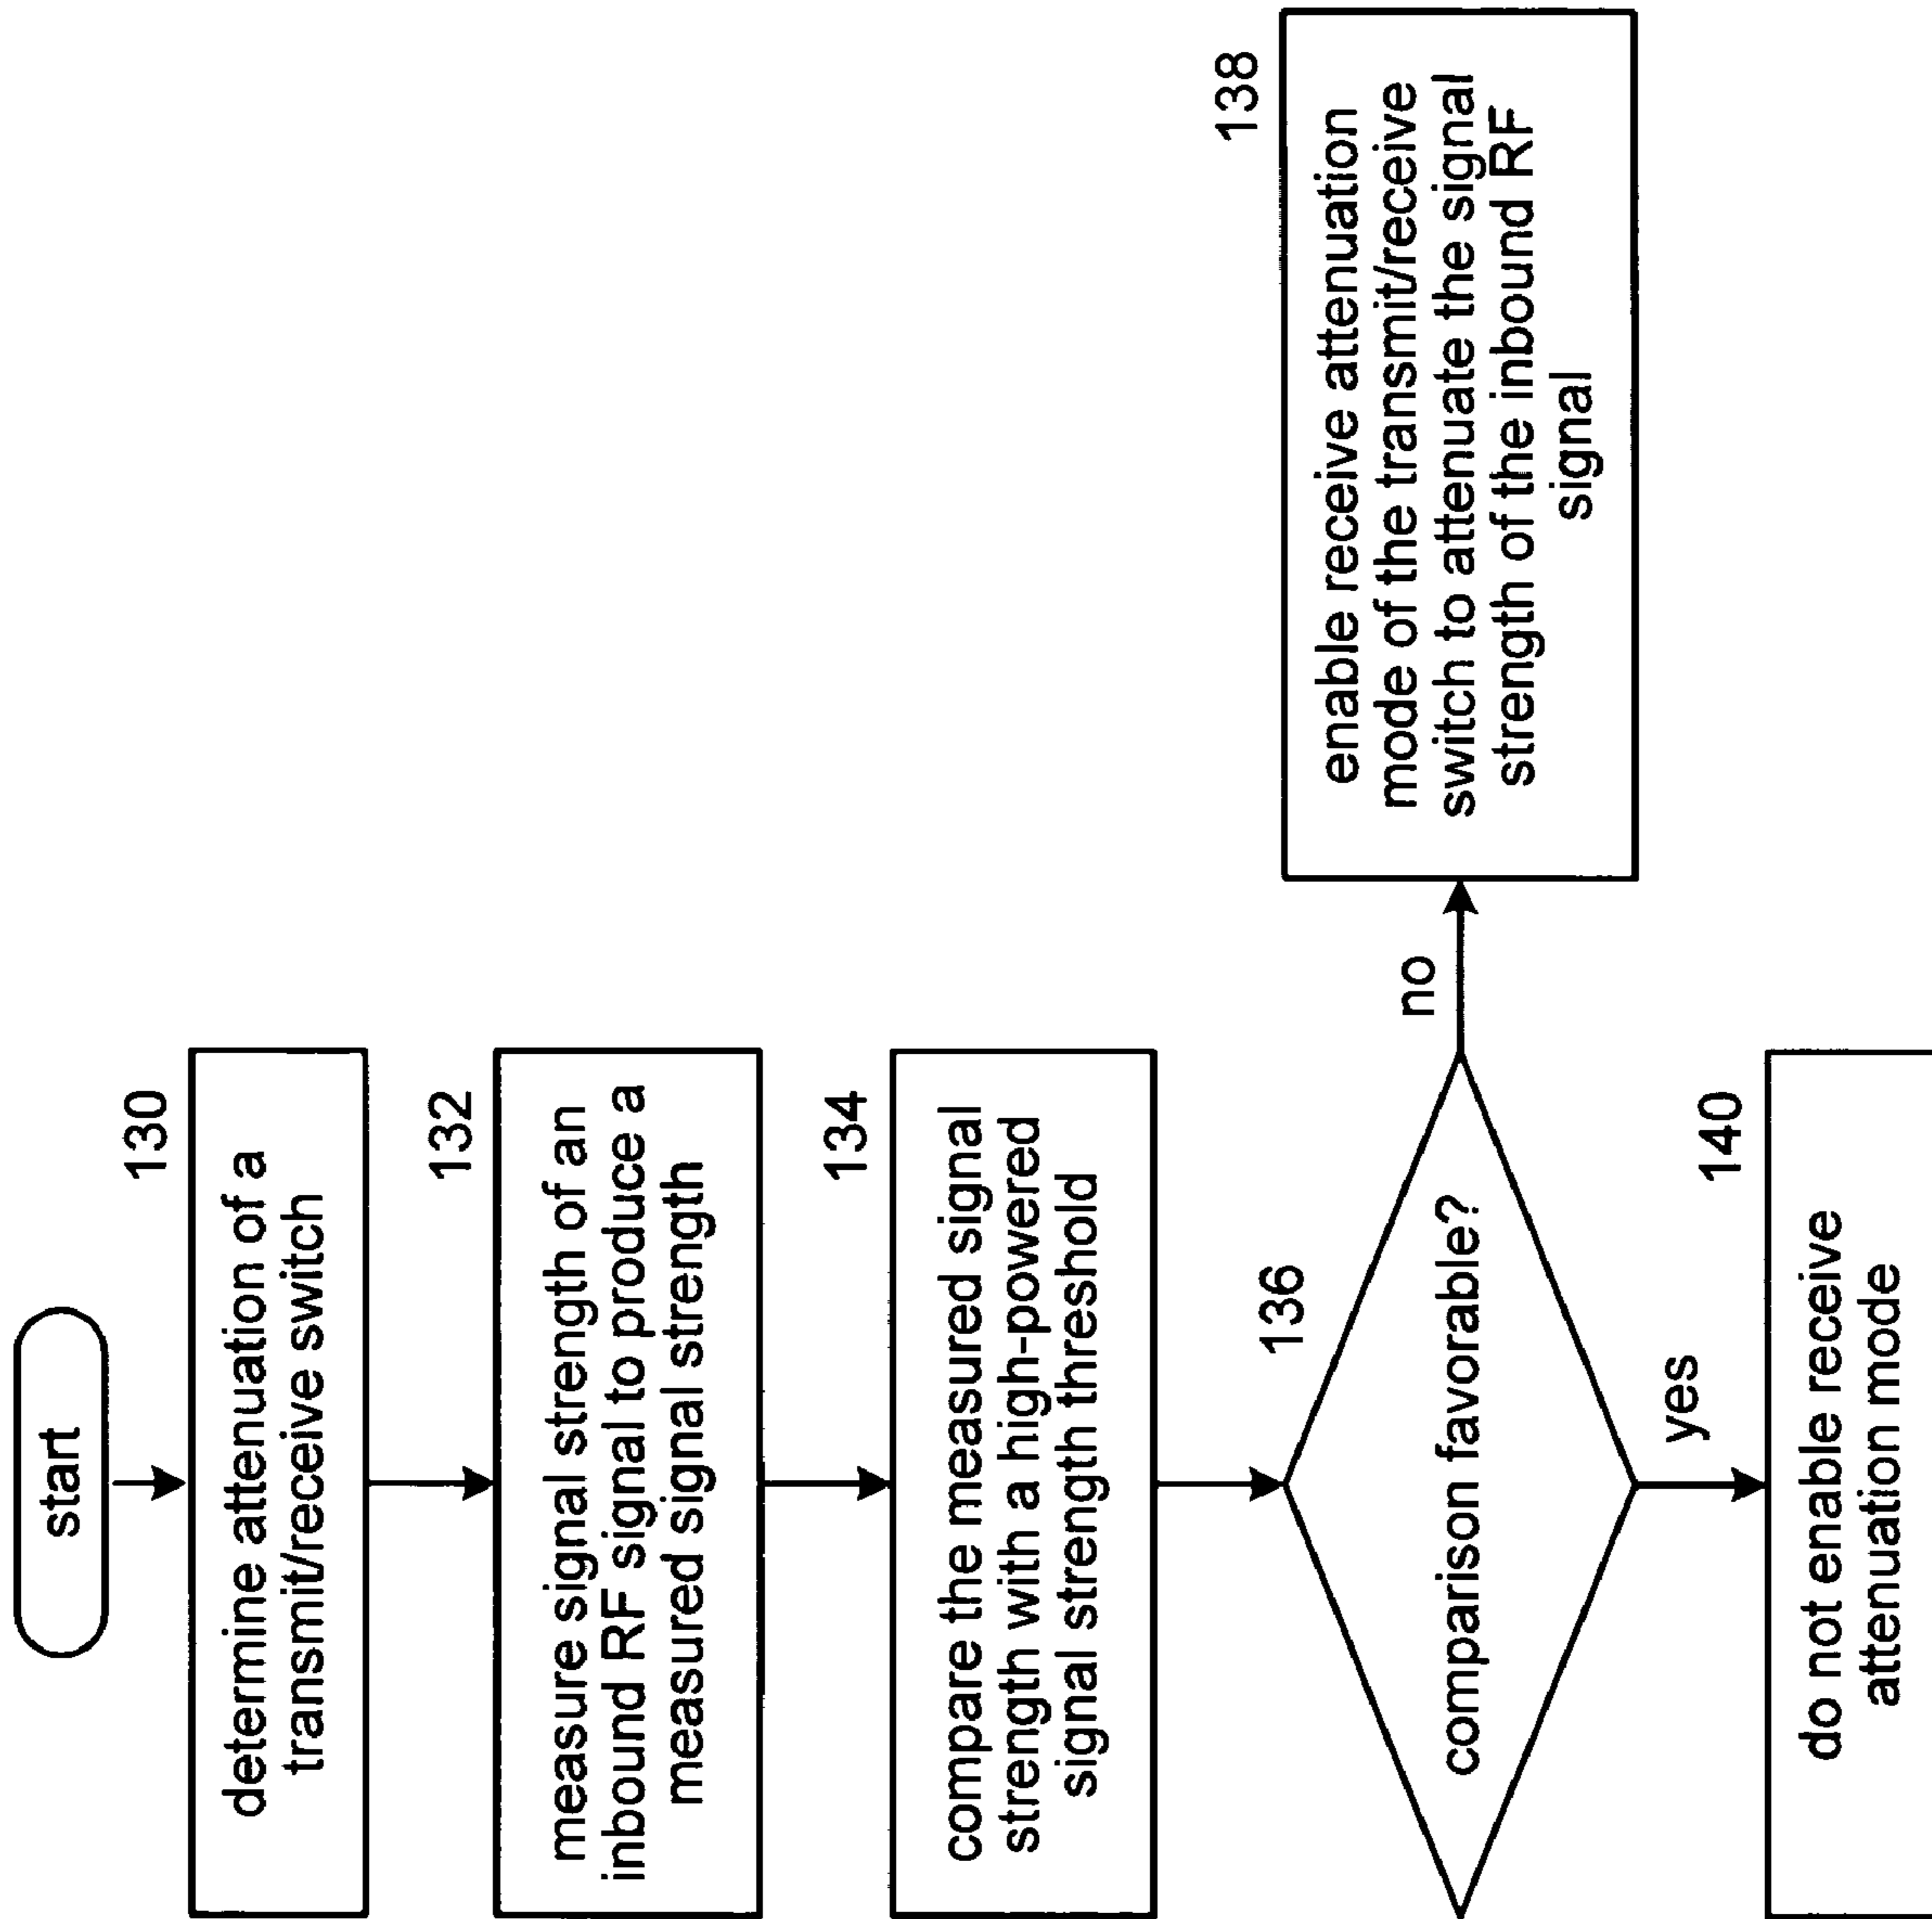 start
130
determine attenuation of a
transmit/receive switch
132
measure signal strength of an
inbound RF signal to produce a
measured signal strength
134
compare the measured signal
strength with a high-powered
signal strength threshold
136
comparison favorable?
no
138
enable receive attenuation
mode of the transmit/receive
switch to attenuate the signal
strength of the inbound RF
signal
yes
140
do not enable receive
attenuation mode